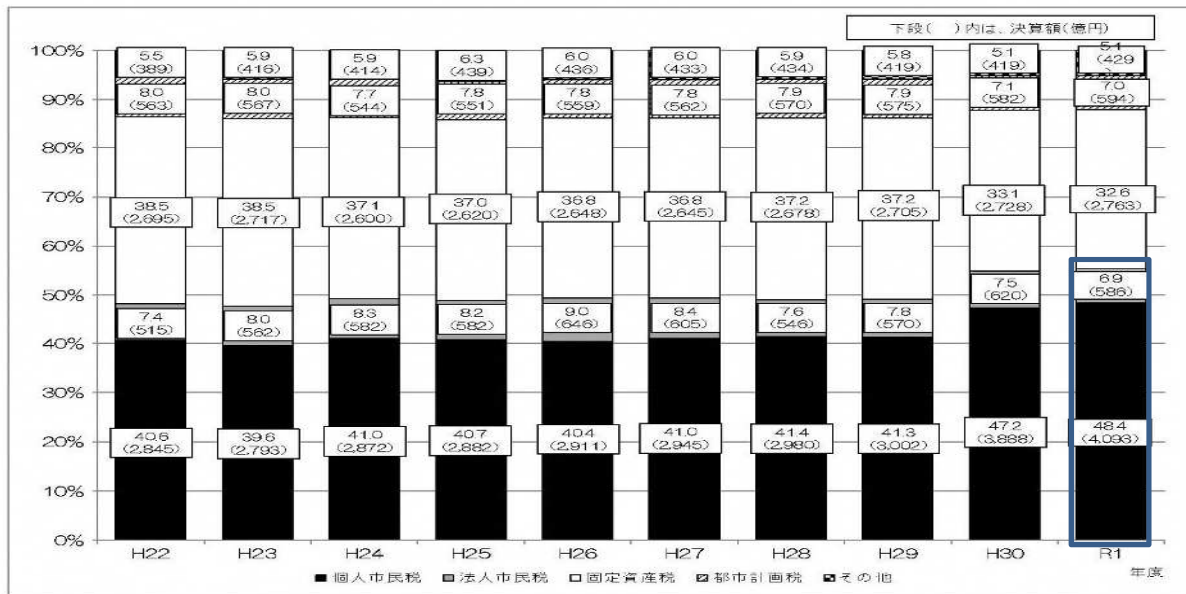 下段( )内は、決算額(億円)
100% 5.5 5.9 5.9 6.3 6.0 6.0 5.9 5.8 5.1 5.1
(389) (416) (414) (439) (436) (433) (434) (419) (419) (429)
90% 8.0 8.0 7.7 7.8 7.8 7.8 7.9 7.9 7.1 7.0
(563) (567) (544) (551) (559) (562) (570) (575) (582) (594)
80%
70% 38.5 38.5 37.1 37.0 36.8 36.8 37.2 37.2 33.1 32.6
(2,695) (2,717) (2,600) (2,620) (2,648) (2,645) (2,678) (2,705) (2,728) (2,763)
60%
50%
7.4 8.0 8.3 8.2 9.0 8.4 7.6 7.8 7.5 6.9
(515) (562) (582) (582) (646) (605) (546) (570) (620) (586)
40%
30%
20% 40.6 39.6 41.0 40.7 40.4 41.0 41.4 41.3 47.2 48.4
(2,845) (2,793) (2,872) (2,882) (2,911) (2,945) (2,980) (3,002) (3,888) (4,093)
10%
0%
H22 H23 H24 H25 H26 H27 H28 H29 H30 R1
年度
個人市民税 法人市民税 固定資産税 都市計画税 その他